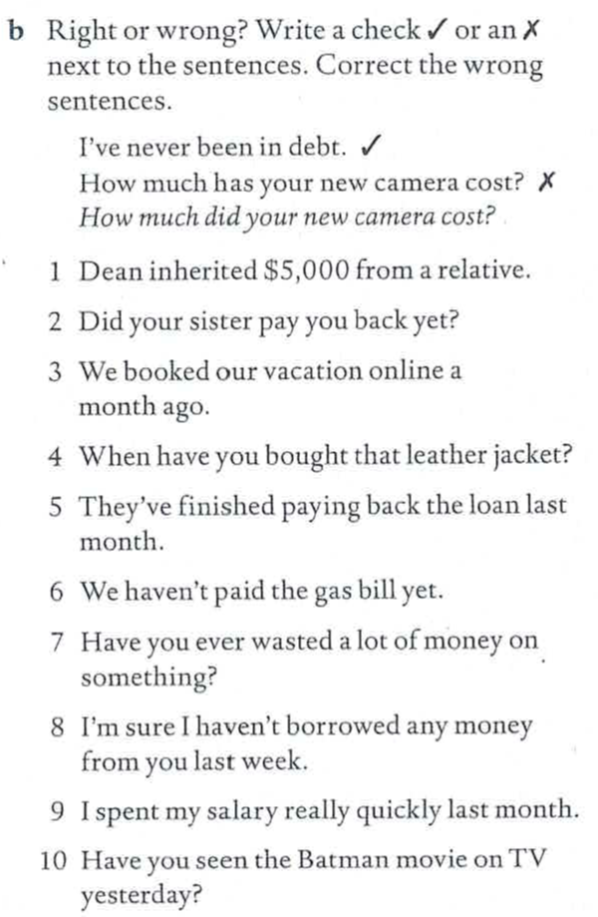 b Right or wrong? Write a check ✓ or an ✗
next to the sentences. Correct the wrong
sentences.
I've never been in debt. ✓
How much has your new camera cost? ✗
How much did your new camera cost?
1 Dean inherited $5,000 from a relative.
2 Did your sister pay you back yet?
3 We booked our vacation online a
month ago.
4 When have you bought that leather jacket?
5 They've finished paying back the loan last
month.
6 We haven't paid the gas bill yet.
7 Have you ever wasted a lot of money on
something?
8 I'm sure I haven't borrowed any money
from you last week.
9 I spent my salary really quickly last month.
10 Have you seen the Batman movie on TV
yesterday?